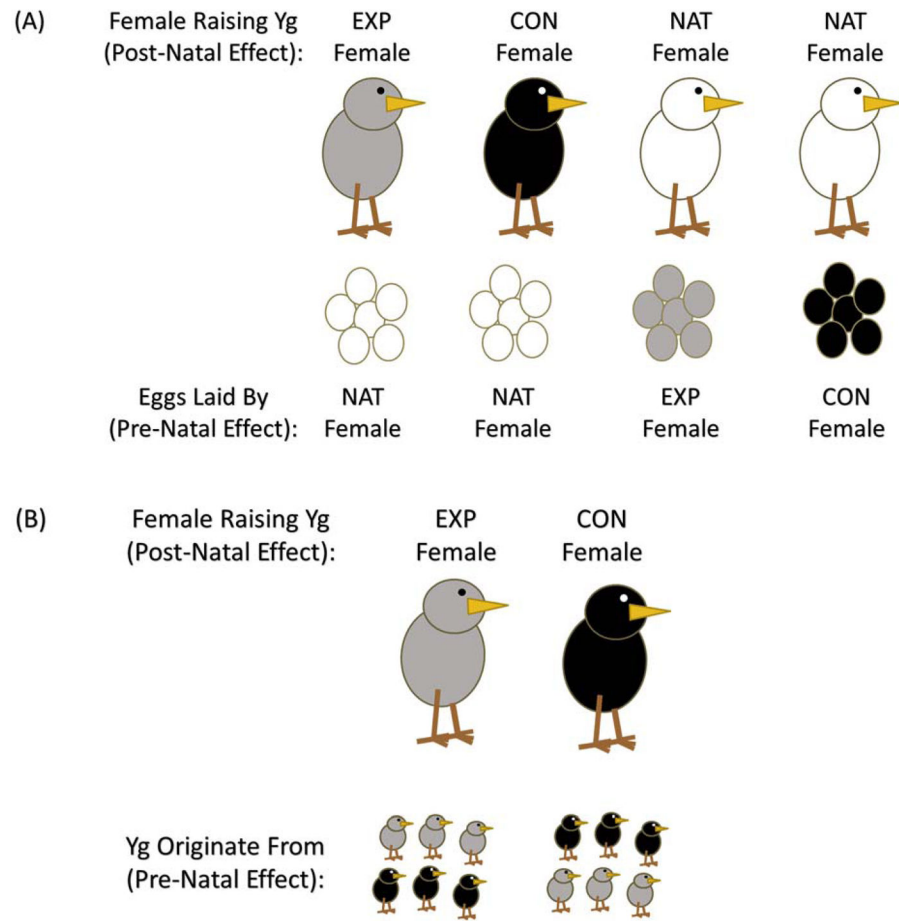 (A) Female Raising Yg EXP CON NAT NAT
(Post-Natal Effect): Female Female Female Female
Eggs Laid By NAT NAT EXP CON
(Pre-Natal Effect): Female Female Female Female
(B) Female Raising Yg EXP CON
(Post-Natal Effect): Female Female
Yg Originate From
(Pre-Natal Effect):